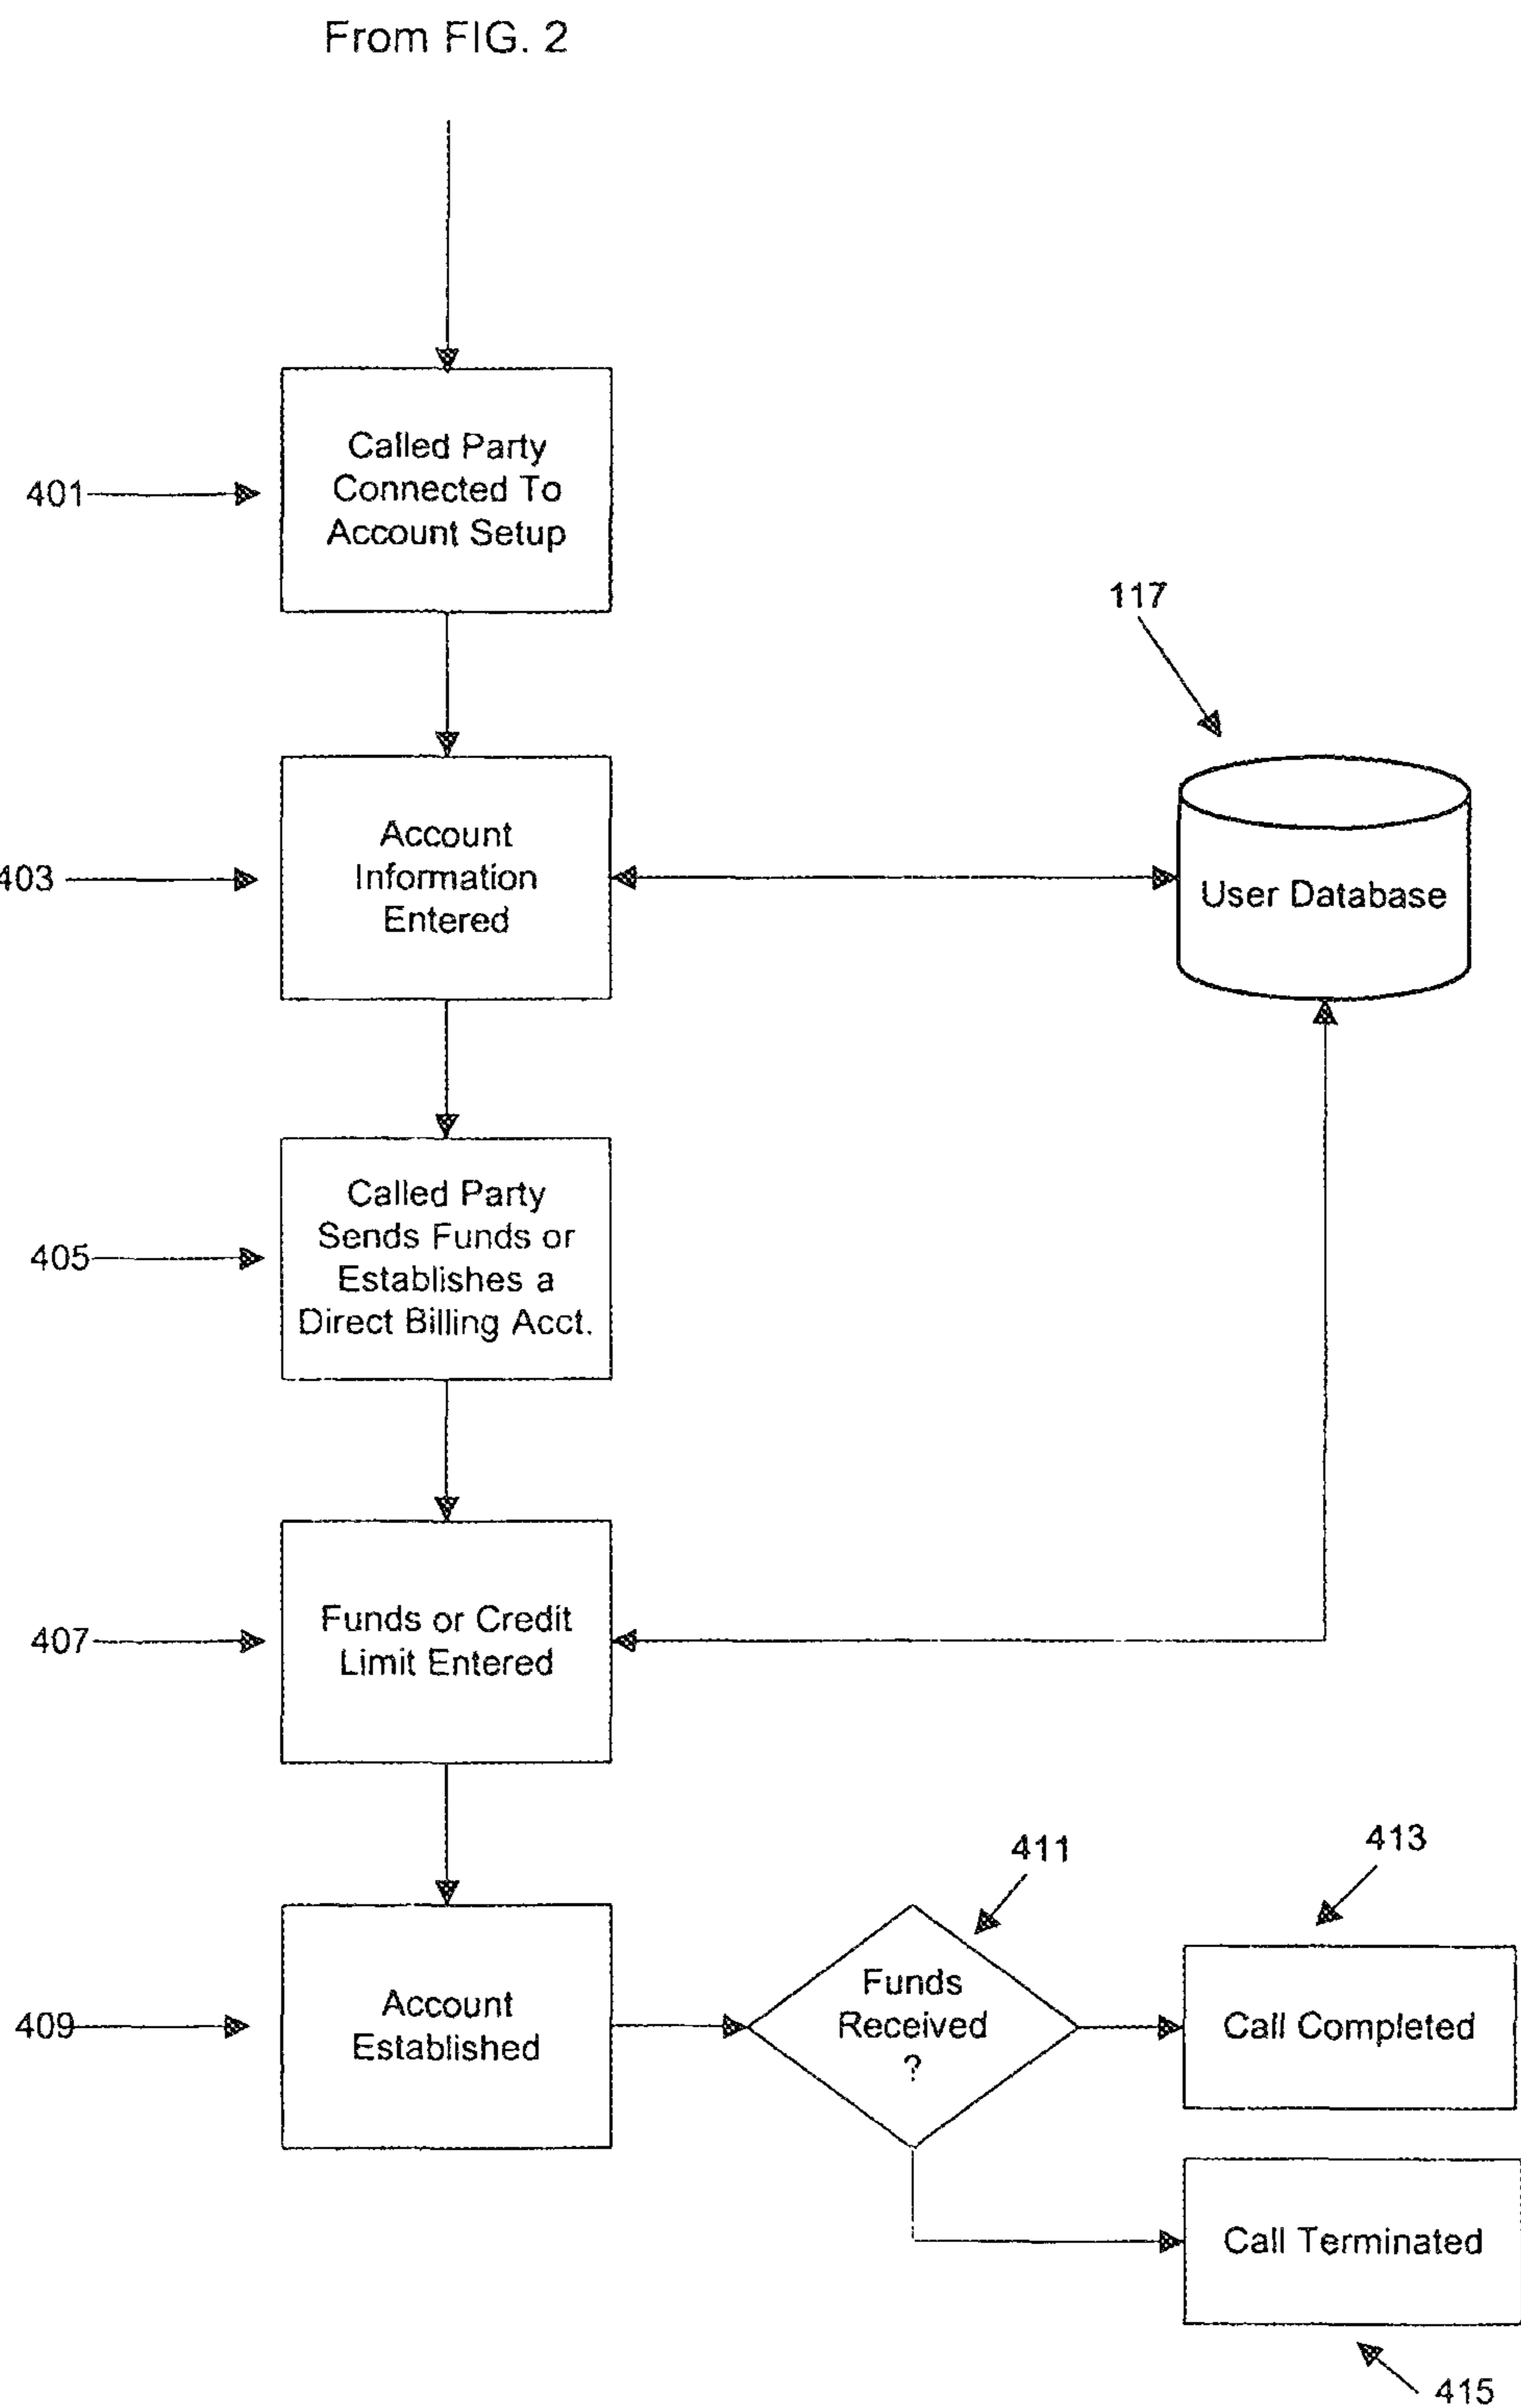 From FIG. 2
401
Called Party
Connected To
Account Setup
117
403
Account
Information
Entered
User Database
405
Called Party
Sends Funds or
Establishes a
Direct Billing Acct.
407
Funds or Credit
Limit Entered
411
413
409
Account
Established
Funds
Received
?
Call Completed
Call Terminated
415